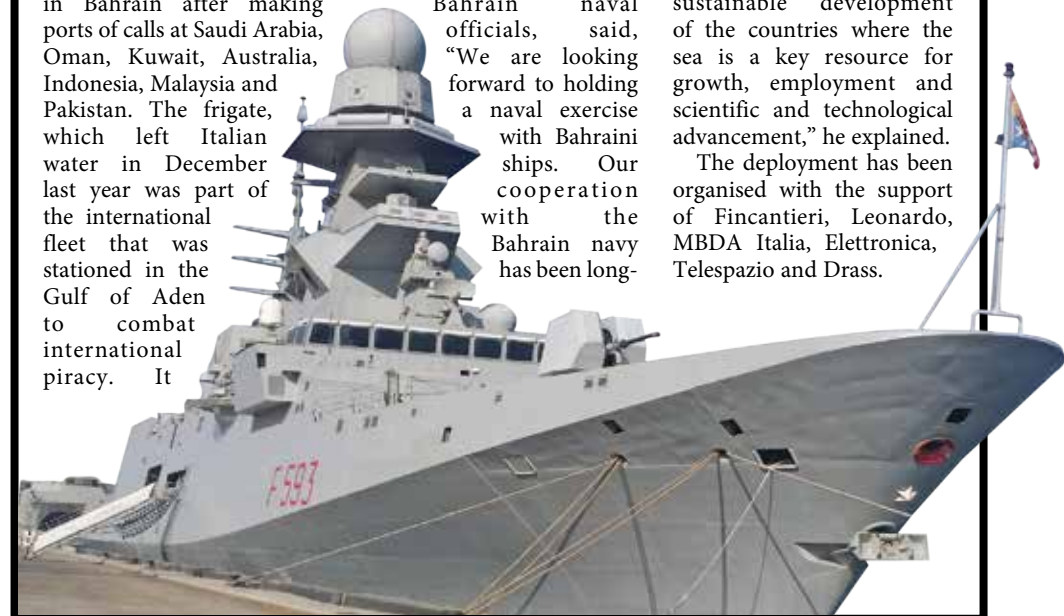 in Bahrain after making
ports of calls at Saudi Arabia,
Oman, Kuwait, Australia,
Indonesia, Malaysia and
Pakistan. The frigate,
which left Italian
water in December
last year was part of
the international
fleet that was
stationed in the
Gulf of Aden
to combat
international
piracy. It
Bahrain naval
officials, said,
“We are looking
forward to holding
a naval exercise
with Bahraini
ships. Our
cooperation
with the
Bahrain navy
has been long-
sustainable development
of the countries where the
sea is a key resource for
growth, employment and
scientific and technological
advancement,” he explained.
The deployment has been
organised with the support
of Fincantieri, Leonardo,
MBDA Italia, Elettronica,
Telespazio and Drass.
F593